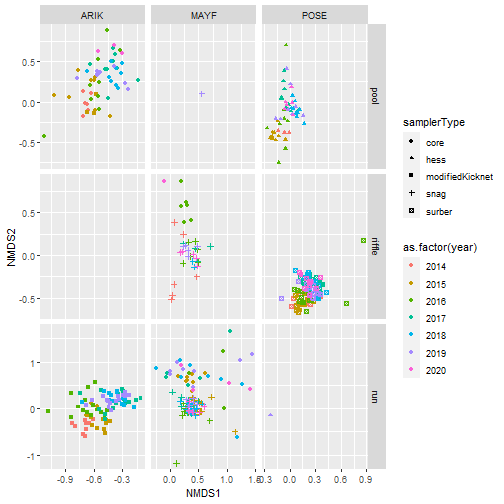 ARIK MAYF POSE
0.5
0.0
-0.5
pool
0.5
0.0
-0.5
riffle
1
0
-1
run
NMDS2
-0.9 -0.6 -0.3 0.0 0.5 1.0 -0.3 0.0 0.3 0.6 0.9
NMDS1
samplerType
core
hess
modifiedKicknet
snag
surber
as.factor(year)
2014
2015
2016
2017
2018
2019
2020